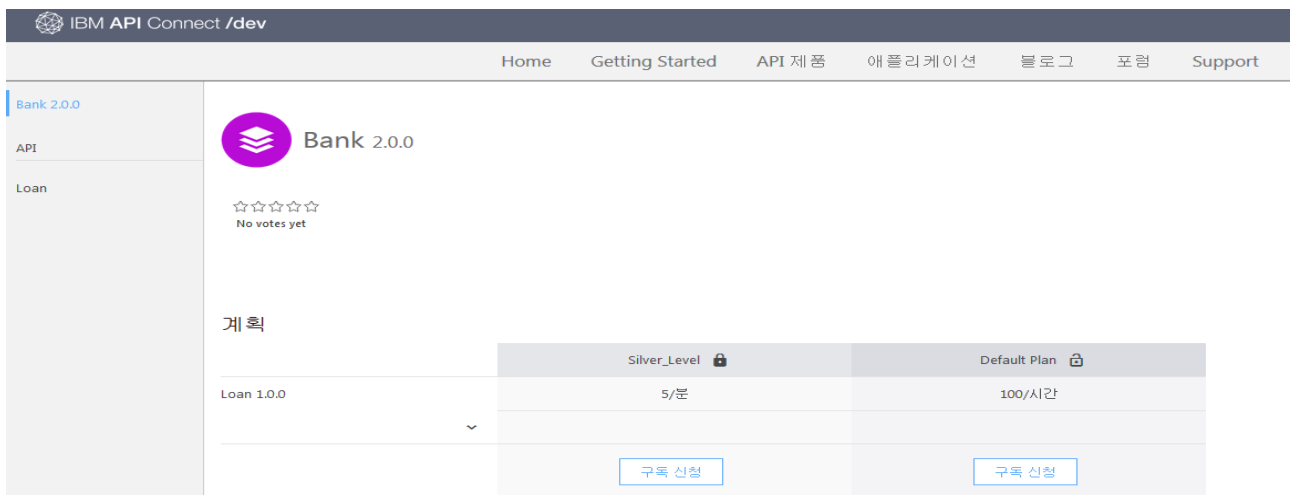 IBM API Connect /dev
Home Getting Started API 제품 애플리케이션 블로그 포럼 Support
Bank 2.0.0
API
Loan
Bank 2.0.0
No votes yet
계획
Silver_Level Default Plan
Loan 1.0.0 5/분 100/시간
구독 신청 구독 신청